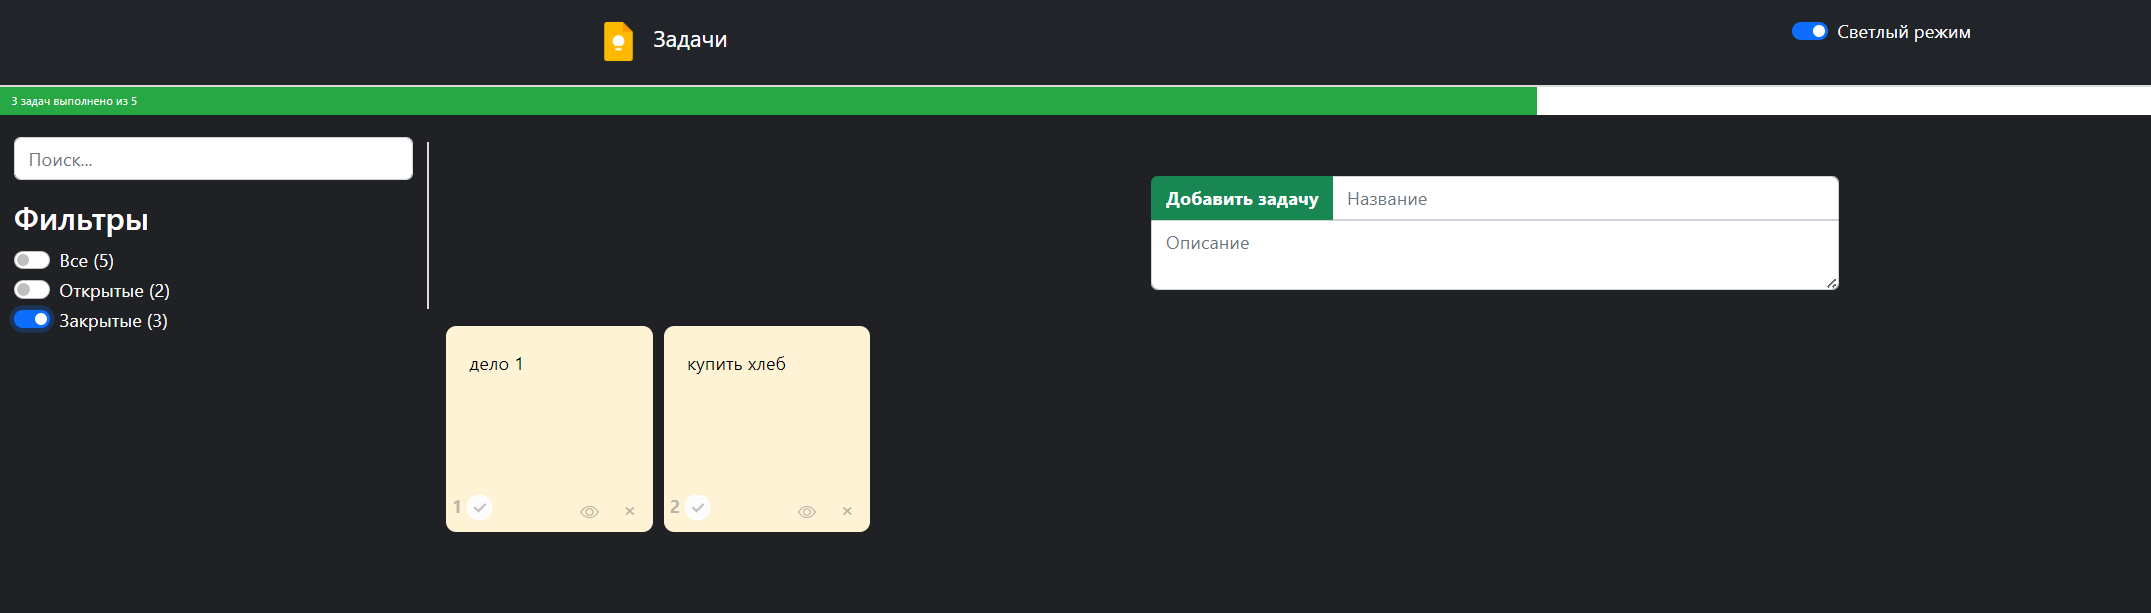 Задачи
Светлый режим
3 задач выполнено из 5
Поиск...
Фильтры
Все (5)
Открытые (2)
Закрытые (3)
Добавить задачу
Название
Описание
дело 1
купить хлеб
1
2